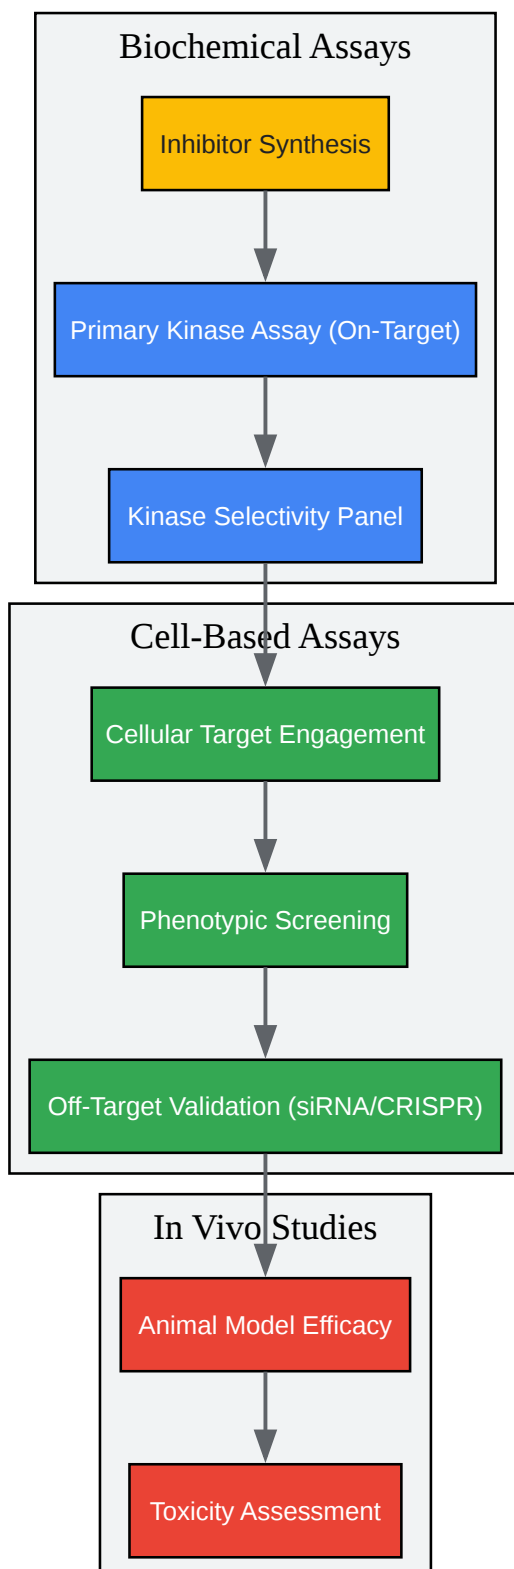 Biochemical Assays
Inhibitor Synthesis
Primary Kinase Assay (On-Target)
Kinase Selectivity Panel
Cell-Based Assays
Cellular Target Engagement
Phenotypic Screening
Off-Target Validation (siRNA/CRISPR)
In Vivo Studies
Animal Model Efficacy
Toxicity Assessment